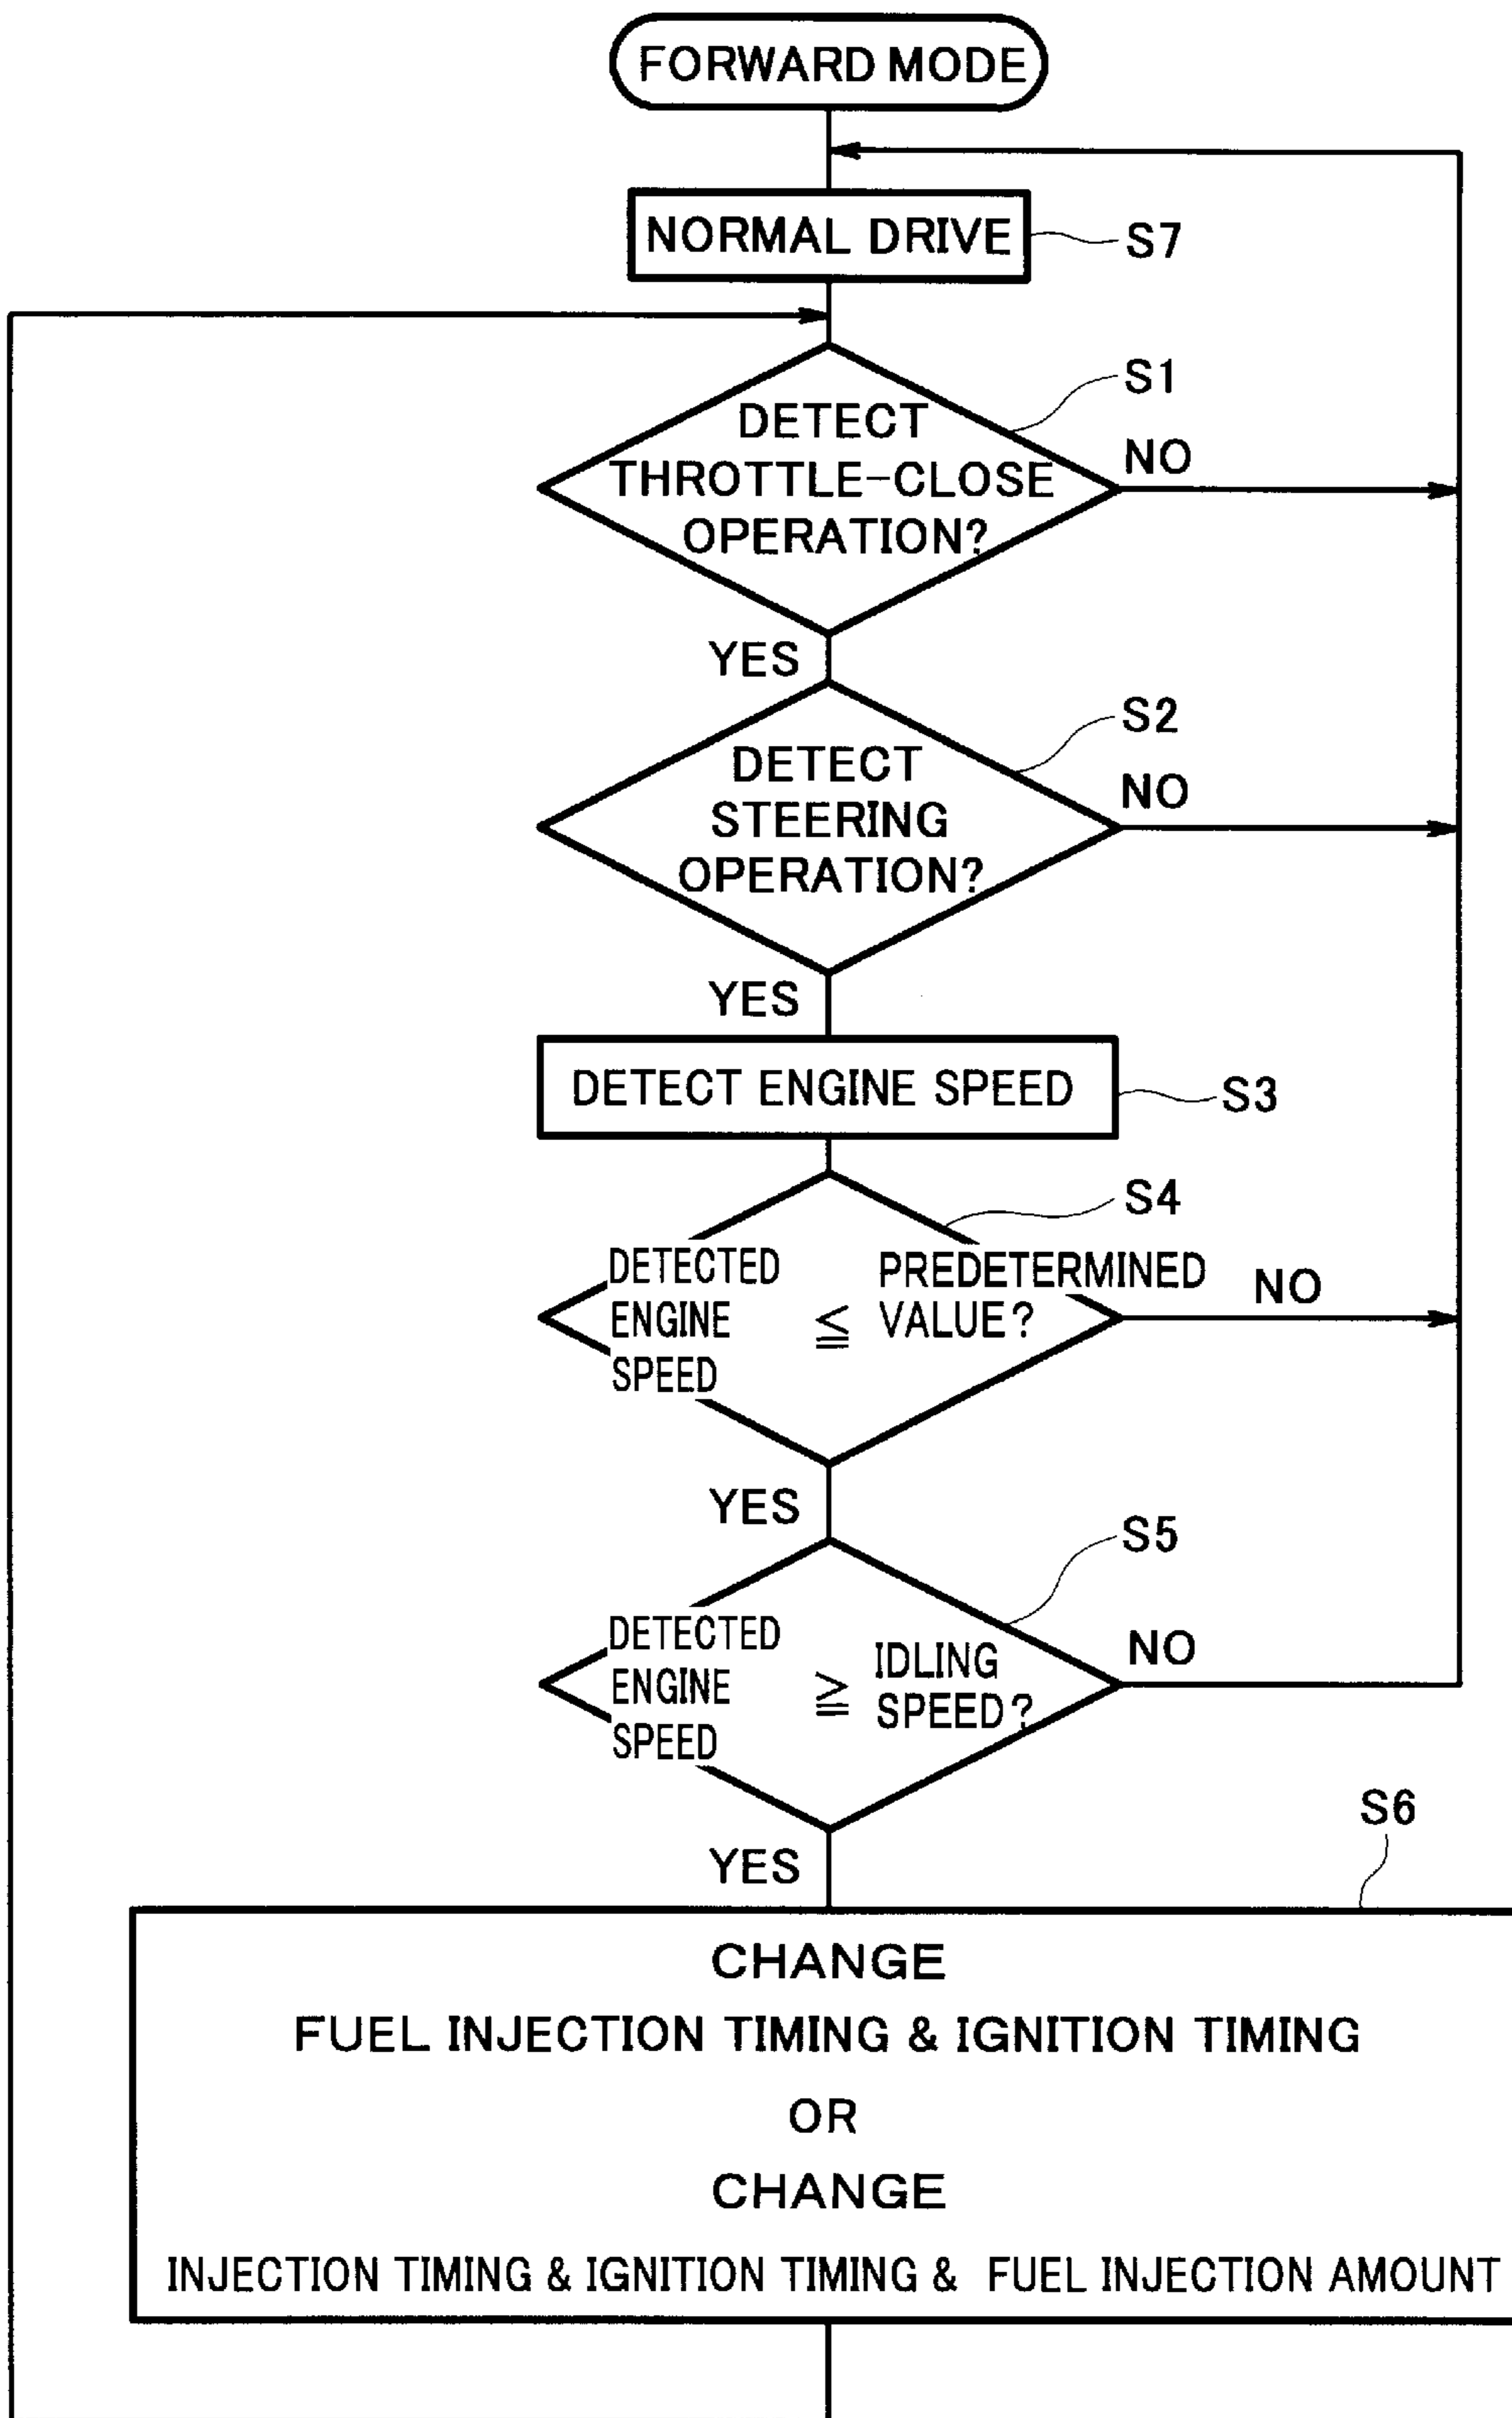 FORWARD MODE
NORMAL DRIVE
S7
S1
DETECT
THROTTLE-CLOSE
OPERATION?
NO
YES
S2
DETECT
STEERING
OPERATION?
NO
YES
DETECT ENGINE SPEED
S3
S4
DETECTED
ENGINE
SPEED
≦
PREDETERMINED
VALUE?
NO
YES
S5
DETECTED
ENGINE
SPEED
≧
IDLING
SPEED?
NO
YES
S6
CHANGE
FUEL INJECTION TIMING & IGNITION TIMING
OR
CHANGE
INJECTION TIMING & IGNITION TIMING & FUEL INJECTION AMOUNT